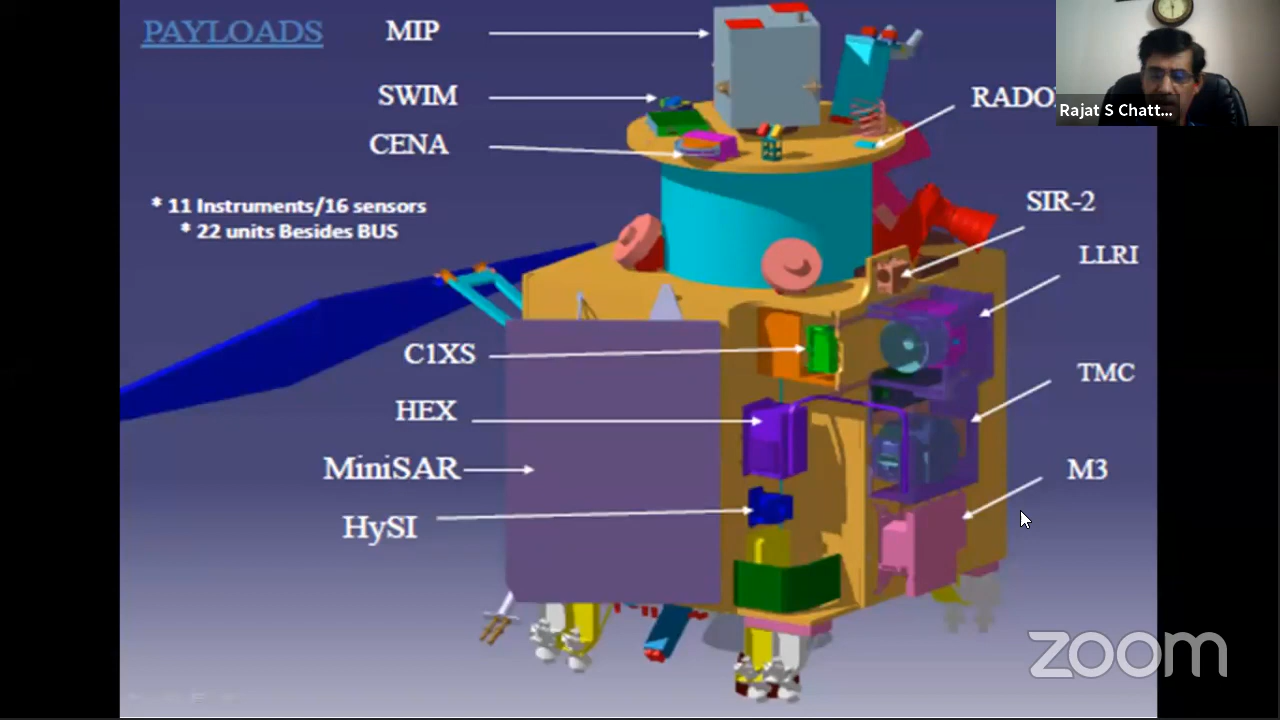 PAYLOADS
MIP
SWIM
CENA
RADO
Rajat S Chatt...
* 11 Instruments/16 sensors
* 22 units Besides BUS
SIR-2
LLRI
C1XS
TMC
HEX
MiniSAR
M3
HySI
zoom